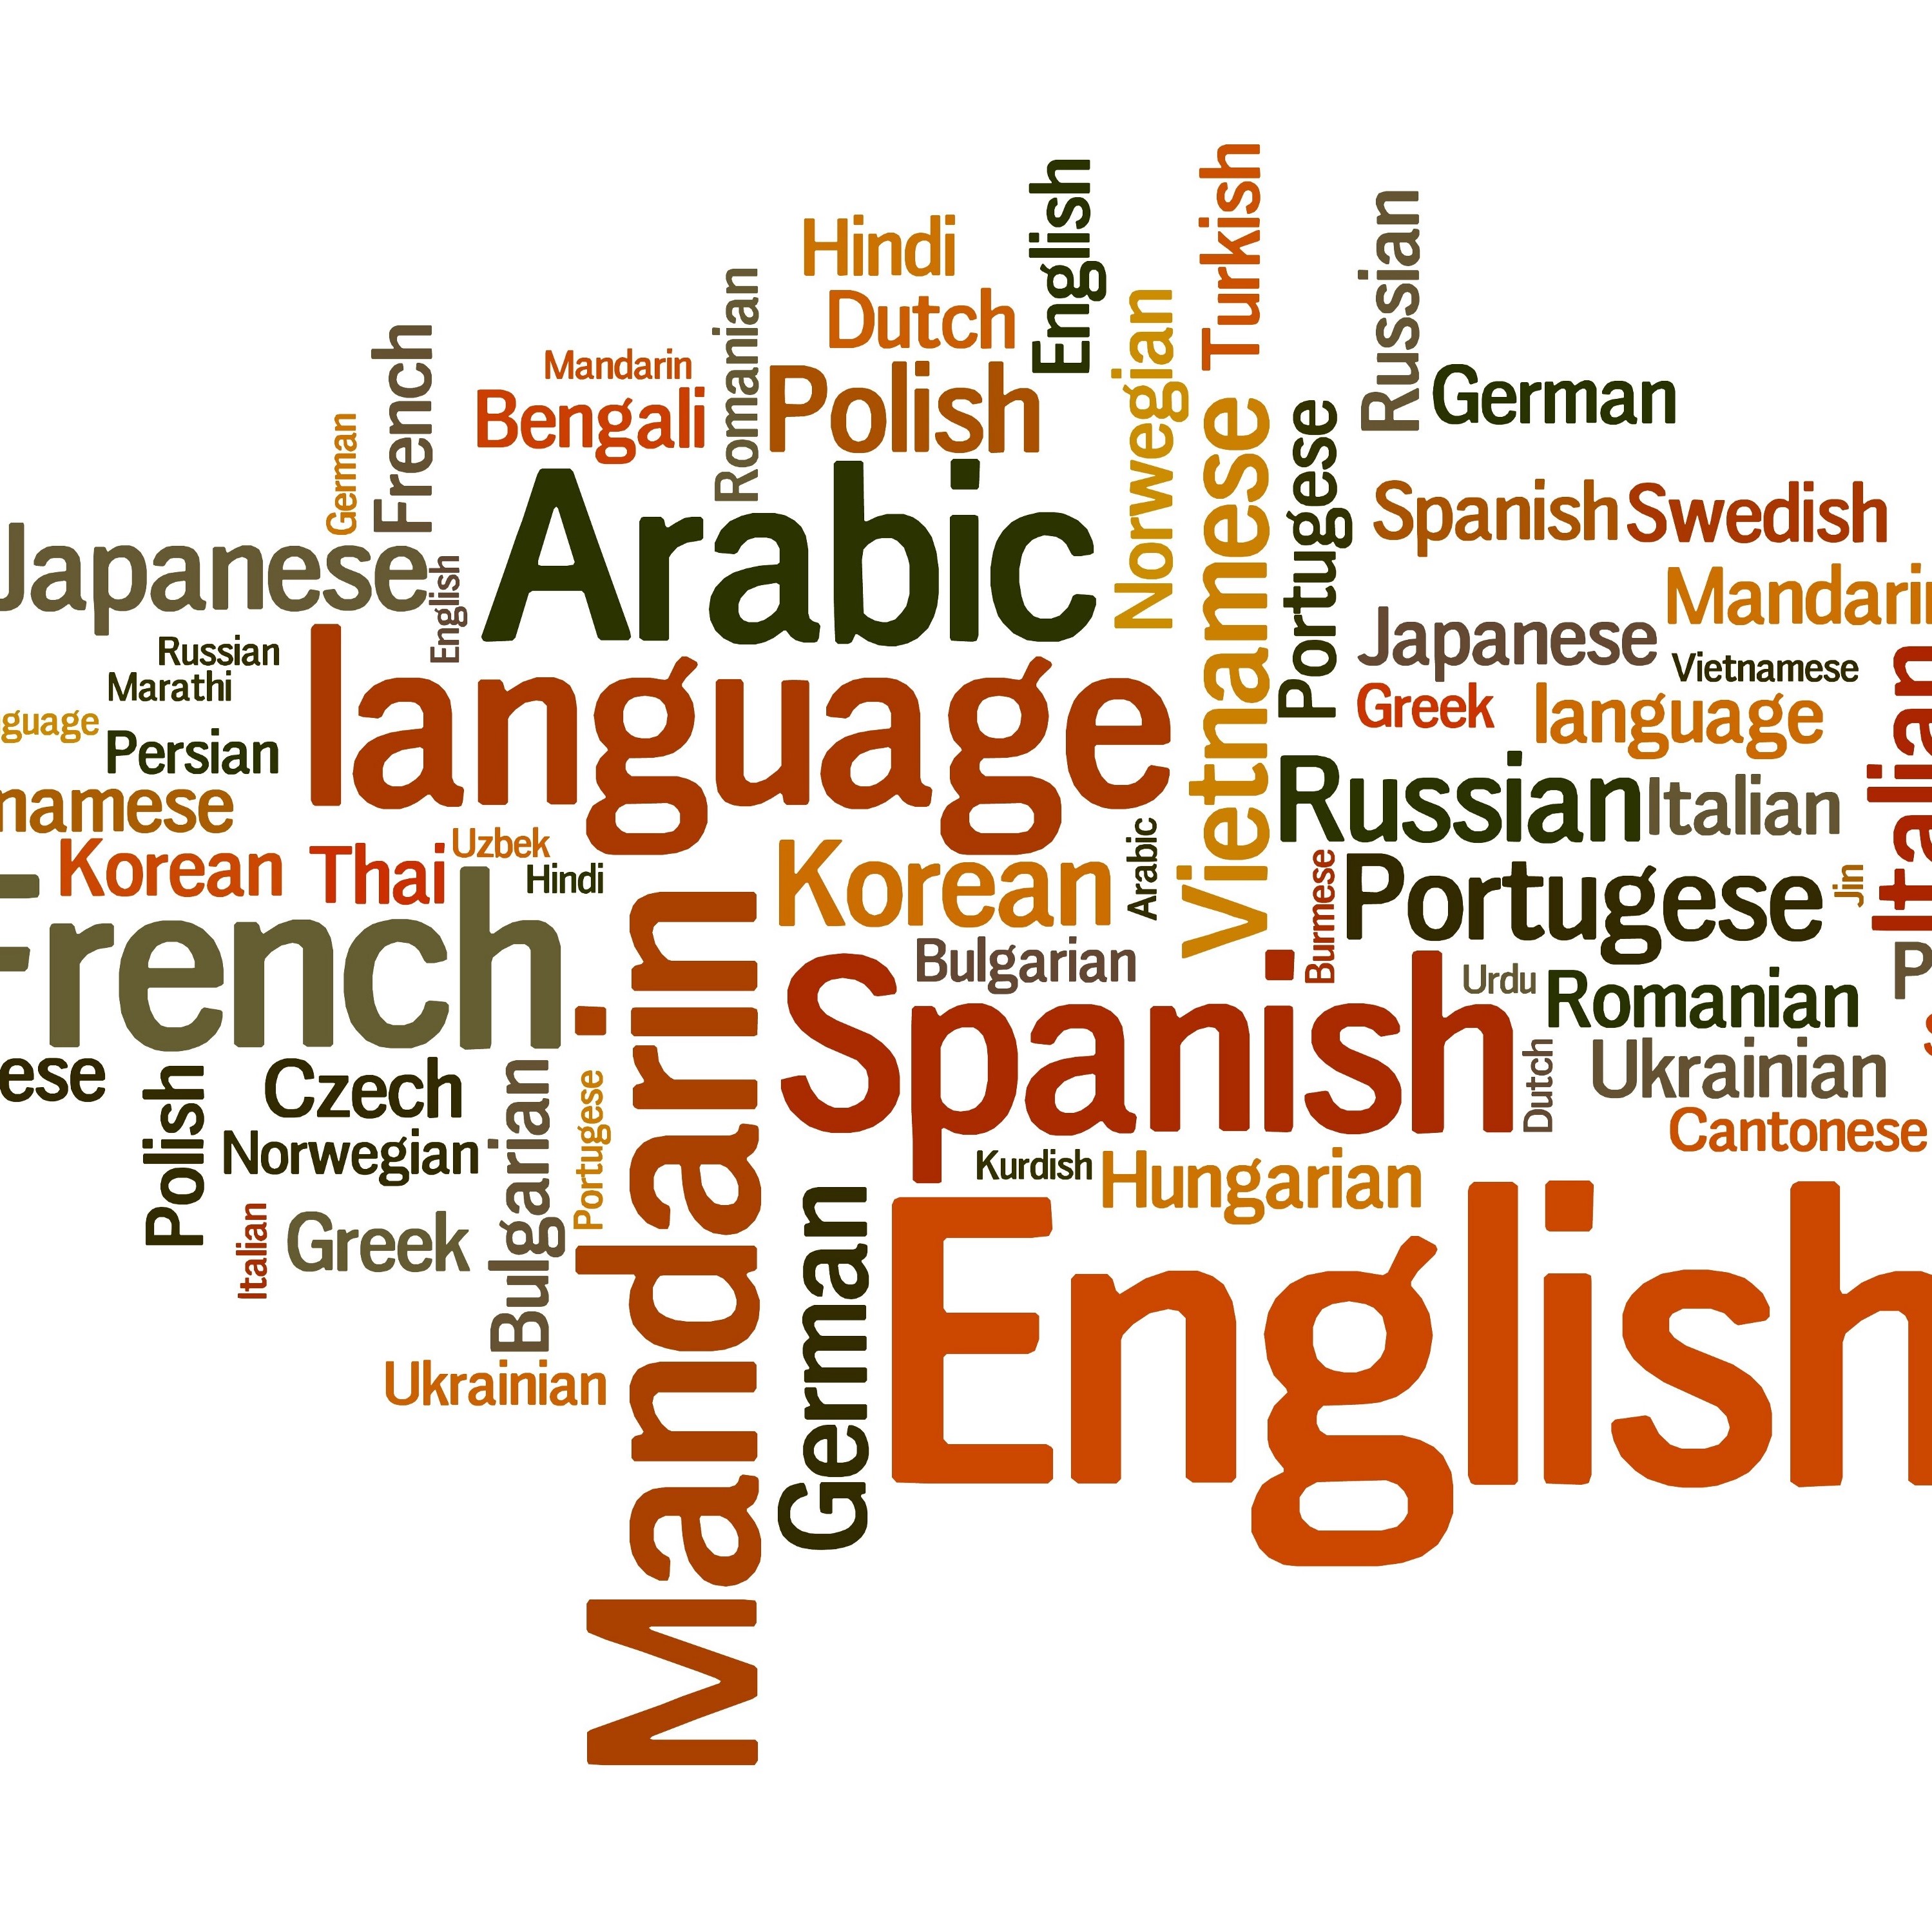 English
Turkish
Russian
Hindi
Romanian
Dutch
Norwegian
French
Mandarin
Polish
German
Bengali
Vietnamese
Portugese
German
Arabic
Spanish
Swedish
Japanese
English
Mandarin
Japanese
Russian
language
Vietnamese
Italian
Marathi
Greek
language
guage
Persian
Russian
Italian
namese
Korean
Thai
Uzbek
Hindi
Korean
Arabic
Burmese
Portugese
Jin
French
Mandarin
Bulgarian
Spanish
Urdu
Romanian
P
ese
Polish
Czech
Bulgarian
Portugese
Dutch
Ukrainian
Norwegian
Cantonese
Kurdish
Hungarian
Italian
Greek
German
English
Ukrainian